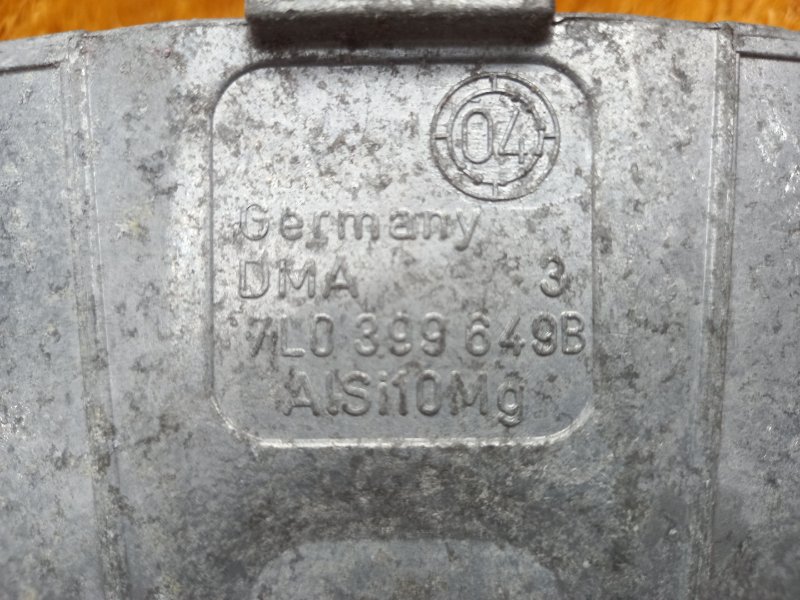 04
Germany
DMA 3
7L0 399 649B
AlSi10Mg